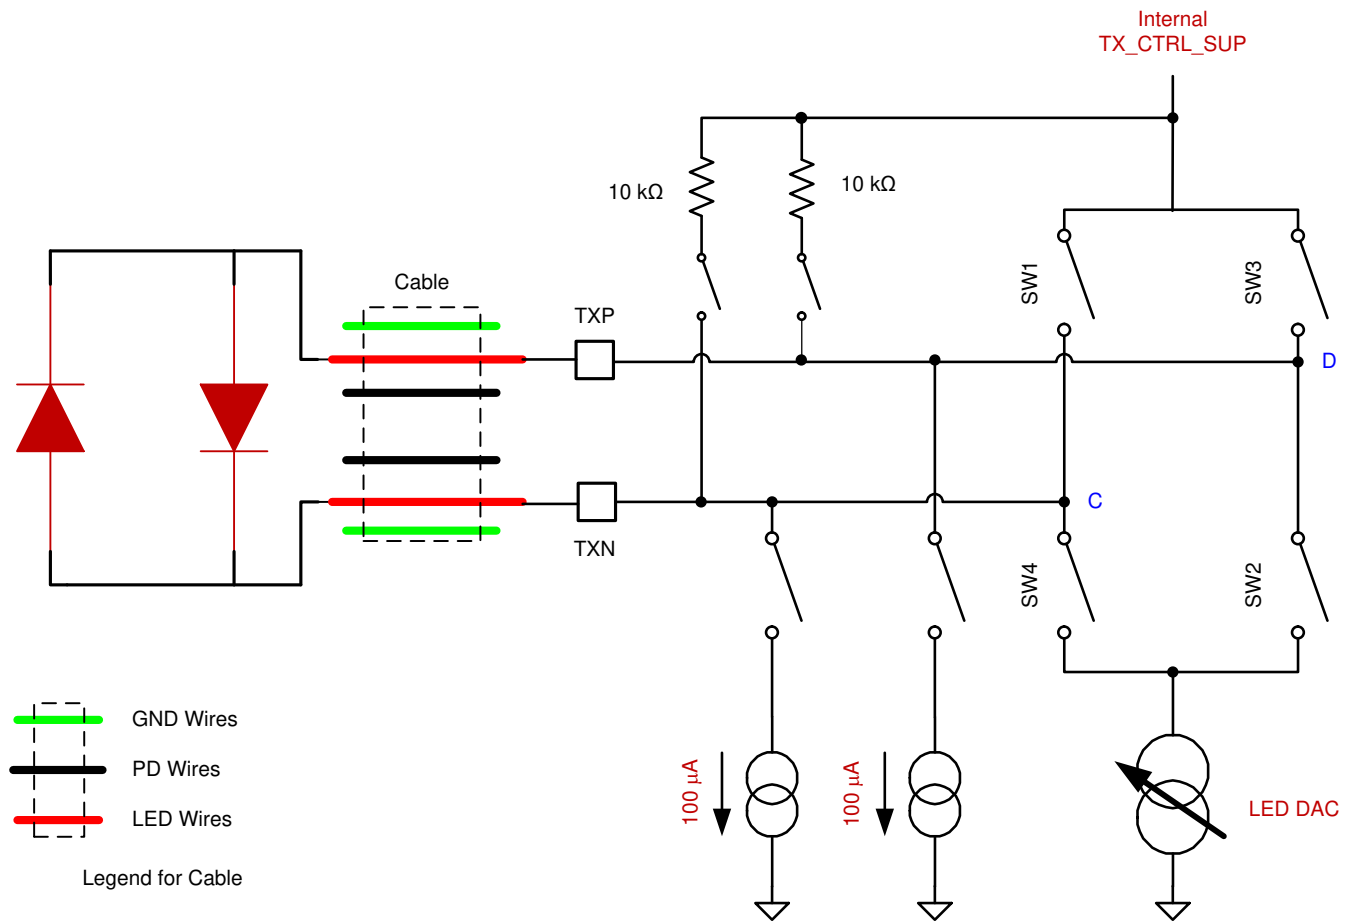 Internal
TX_CTRL_SUP
10 kΩ
10 kΩ
SW1
SW3
Cable
TXP
D
C
TXN
SW4
SW2
GND Wires
PD Wires
LED Wires
100 µA
100 µA
LED DAC
Legend for Cable